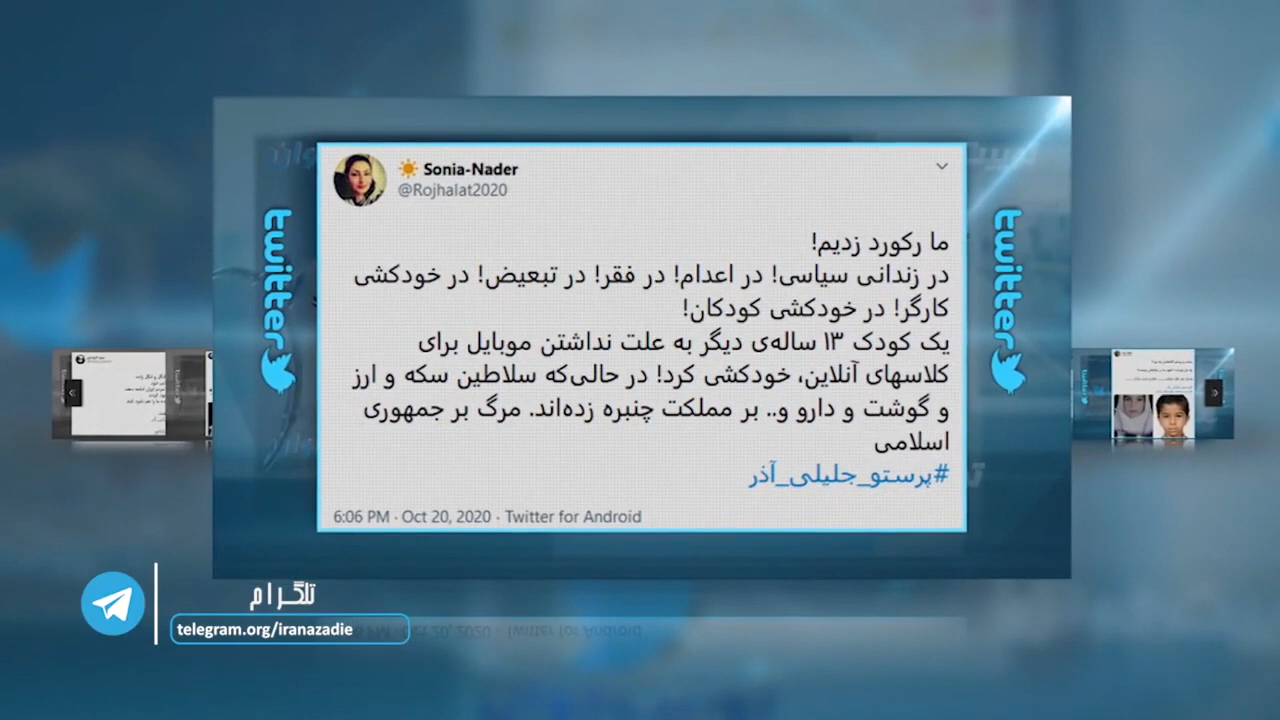 Sonia-Nader
@Rojhalat2020
ما رکورد زدیم!
در زندانی سیاسی! در اعدام! در فقر! در تبعیض! در خودکشی
کارگر! در خودکشی کودکان!
یک کودک ۱۳ ساله‌ی دیگر به علت نداشتن موبایل برای
کلاسهای آنلاین، خودکشی کرد! در حالی‌که سلاطین سکه و ارز
و گوشت و دارو و.. بر مملکت چنبره زده‌اند. مرگ بر جمهوری
اسلامی
#پرستو_جلیلی_آذر
6:06 PM · Oct 20, 2020 · Twitter for Android
twitter
twitter
تلگرام
telegram.org/iranazadie